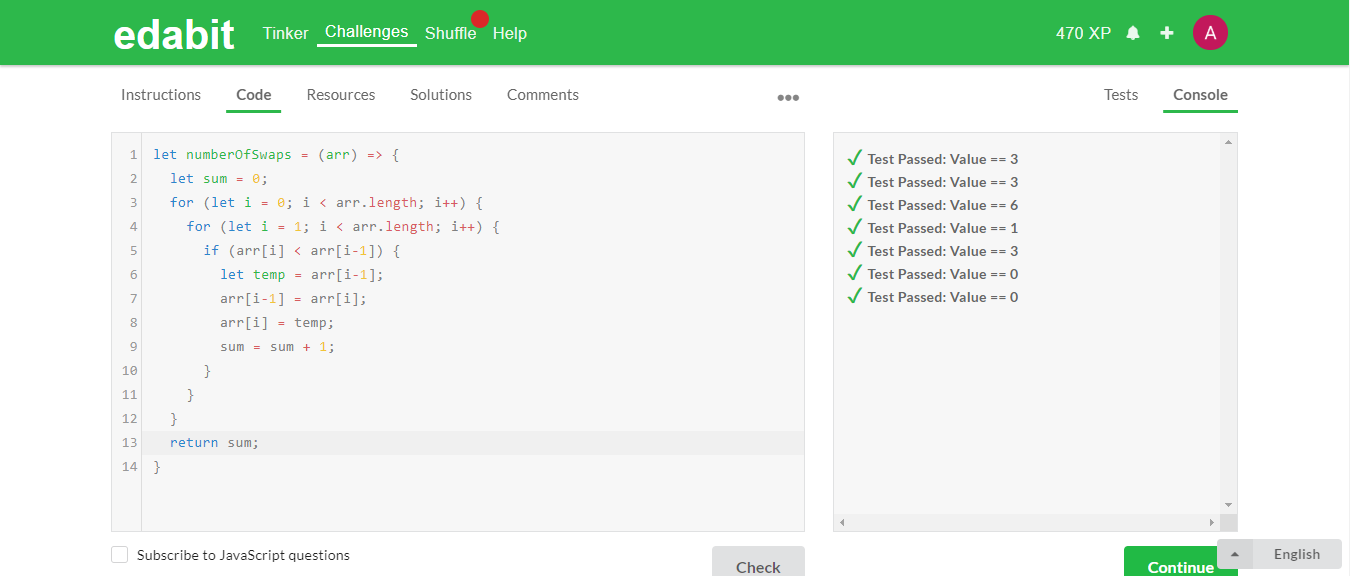 edabit Tinker Challenges Shuffle Help 470 XP A
Instructions Code Resources Solutions Comments ••• Tests Console
1 let numberOfSwaps = (arr) => {
2 let sum = 0;
3 for (let i = 0; i < arr.length; i++) {
4 for (let i = 1; i < arr.length; i++) {
5 if (arr[i] < arr[i-1]) {
6 let temp = arr[i-1];
7 arr[i-1] = arr[i];
8 arr[i] = temp;
9 sum = sum + 1;
10 }
11 }
12 }
13 return sum;
14 }
Test Passed: Value == 3
Test Passed: Value == 3
Test Passed: Value == 6
Test Passed: Value == 1
Test Passed: Value == 3
Test Passed: Value == 0
Test Passed: Value == 0
Subscribe to JavaScript questions
Check
Continue
English